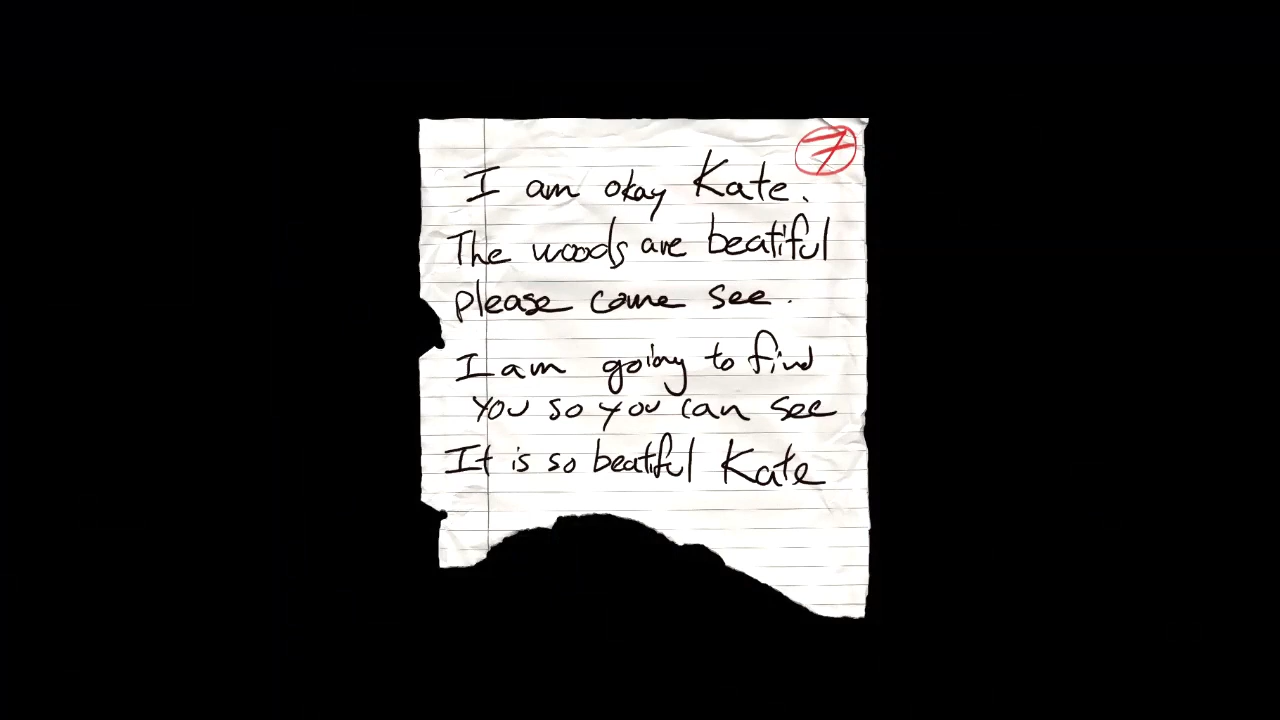 7
I am okay Kate.
The woods are beatiful
please come see.
I am going to find
you so you can see
It is so beatiful Kate